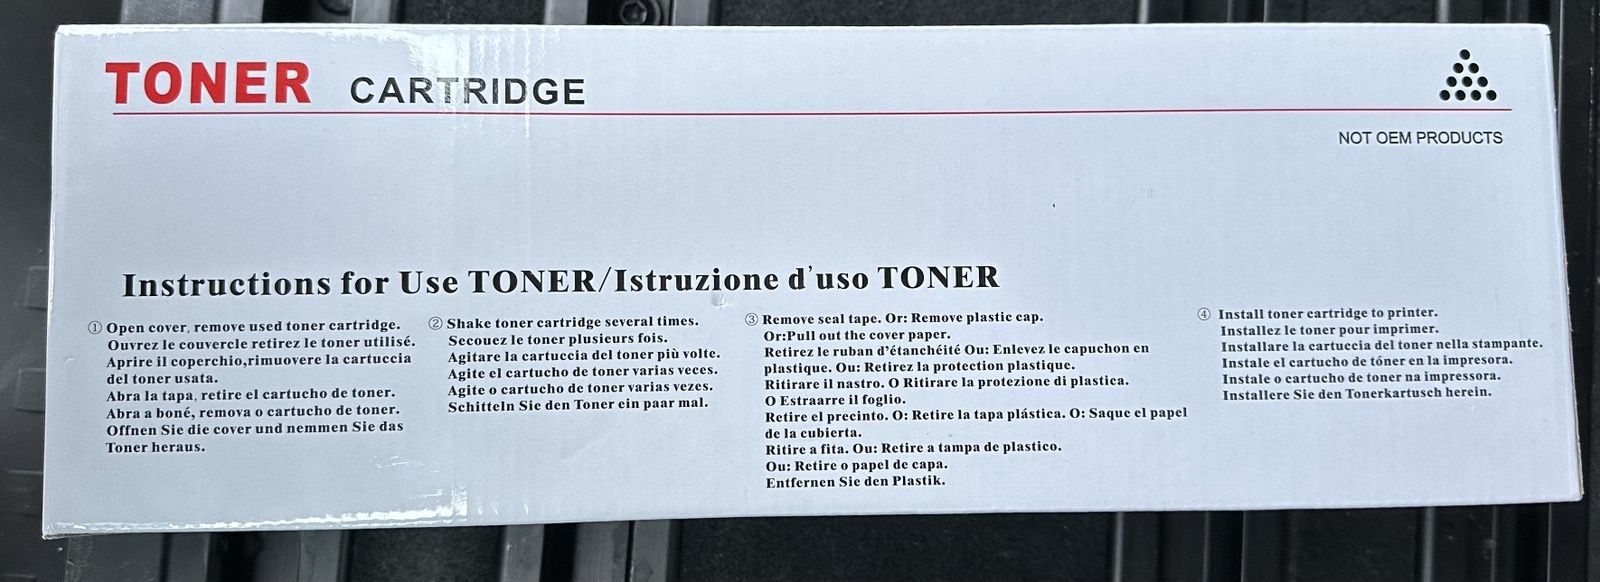 TONER CARTRIDGE
NOT OEM PRODUCTS
Instructions for Use TONER/Istruzione d'uso TONER
① Open cover, remove used toner cartridge.
Ouvrez le couvercle retirez le toner utilisé.
Aprire il coperchio,rimuovere la cartuccia
del toner usata.
Abra la tapa, retire el cartucho de toner.
Abra a boné, remova o cartucho de toner.
Offnen Sie die cover und nemmen Sie das
Toner heraus.
② Shake toner cartridge several times.
Secouez le toner plusieurs fois.
Agitare la cartuccia del toner più volte.
Agite el cartucho de toner varias veces.
Agite o cartucho de toner varias vezes.
Schitteln Sie den Toner ein paar mal.
③ Remove seal tape. Or: Remove plastic cap.
Or:Pull out the cover paper.
Retirez le ruban d'étanchéité Ou: Enlevez le capuchon en
plastique. Ou: Retirez la protection plastique.
Ritirare il nastro. O Ritirare la protezione di plastica.
O Estraarre il foglio.
Retire el precinto. O: Retire la tapa plástica. O: Saque el papel
de la cubierta.
Ritire a fita. Ou: Retire a tampa de plastico.
Ou: Retire o papel de capa.
Entfernen Sie den Plastik.
④ Install toner cartridge to printer.
Installez le toner pour imprimer.
Installare la cartuccia del toner nella stampante.
Instale el cartucho de tóner en la impresora.
Instale o cartucho de toner na impressora.
Installere Sie den Tonerkartusch herein.